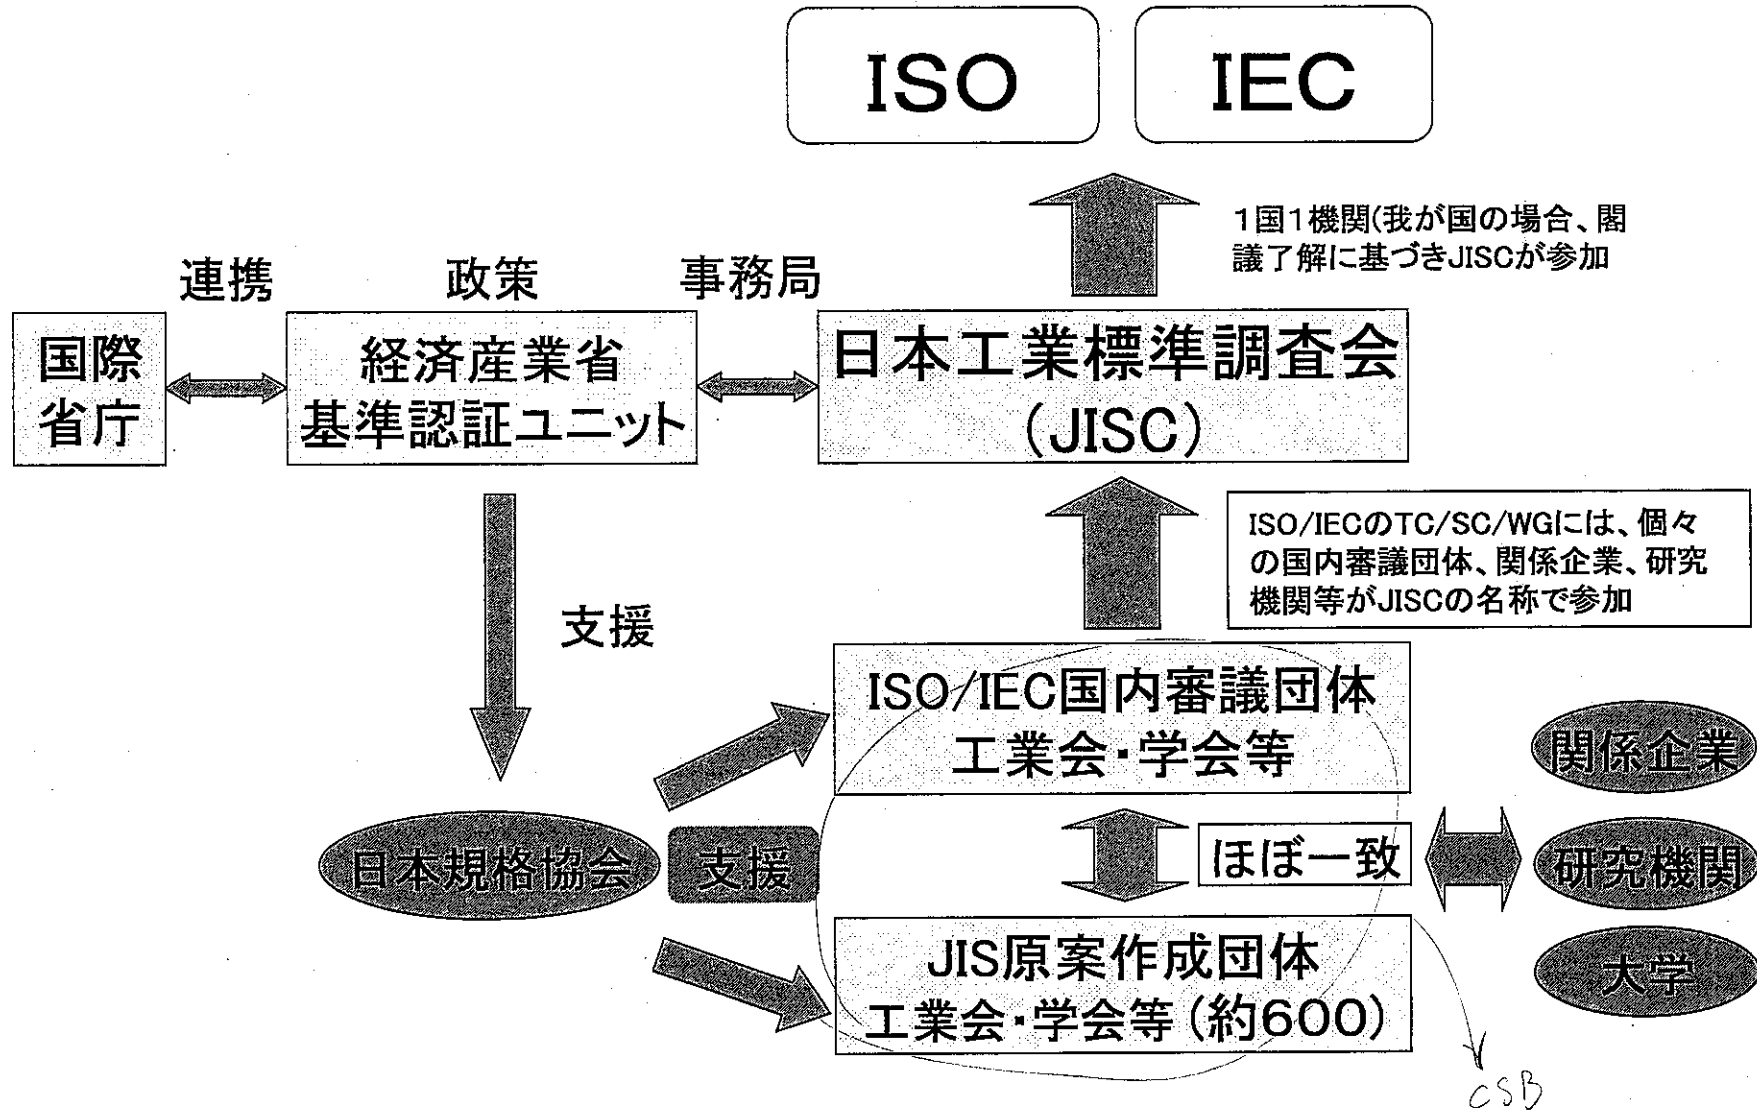 ISO
IEC
1国1機関(我が国の場合、閣
議了解に基づきJISCが参加
連携
政策
事務局
国際
省庁
経済産業省
基準認証ユニット
日本工業標準調査会
(JISC)
ISO/IECのTC/SC/WGには、個々
の国内審議団体、関係企業、研究
機関等がJISCの名称で参加
支援
ISO/IEC国内審議団体
工業会・学会等
関係企業
日本規格協会
支援
ほぼ一致
研究機関
JIS原案作成団体
工業会・学会等(約600)
大学
CSB